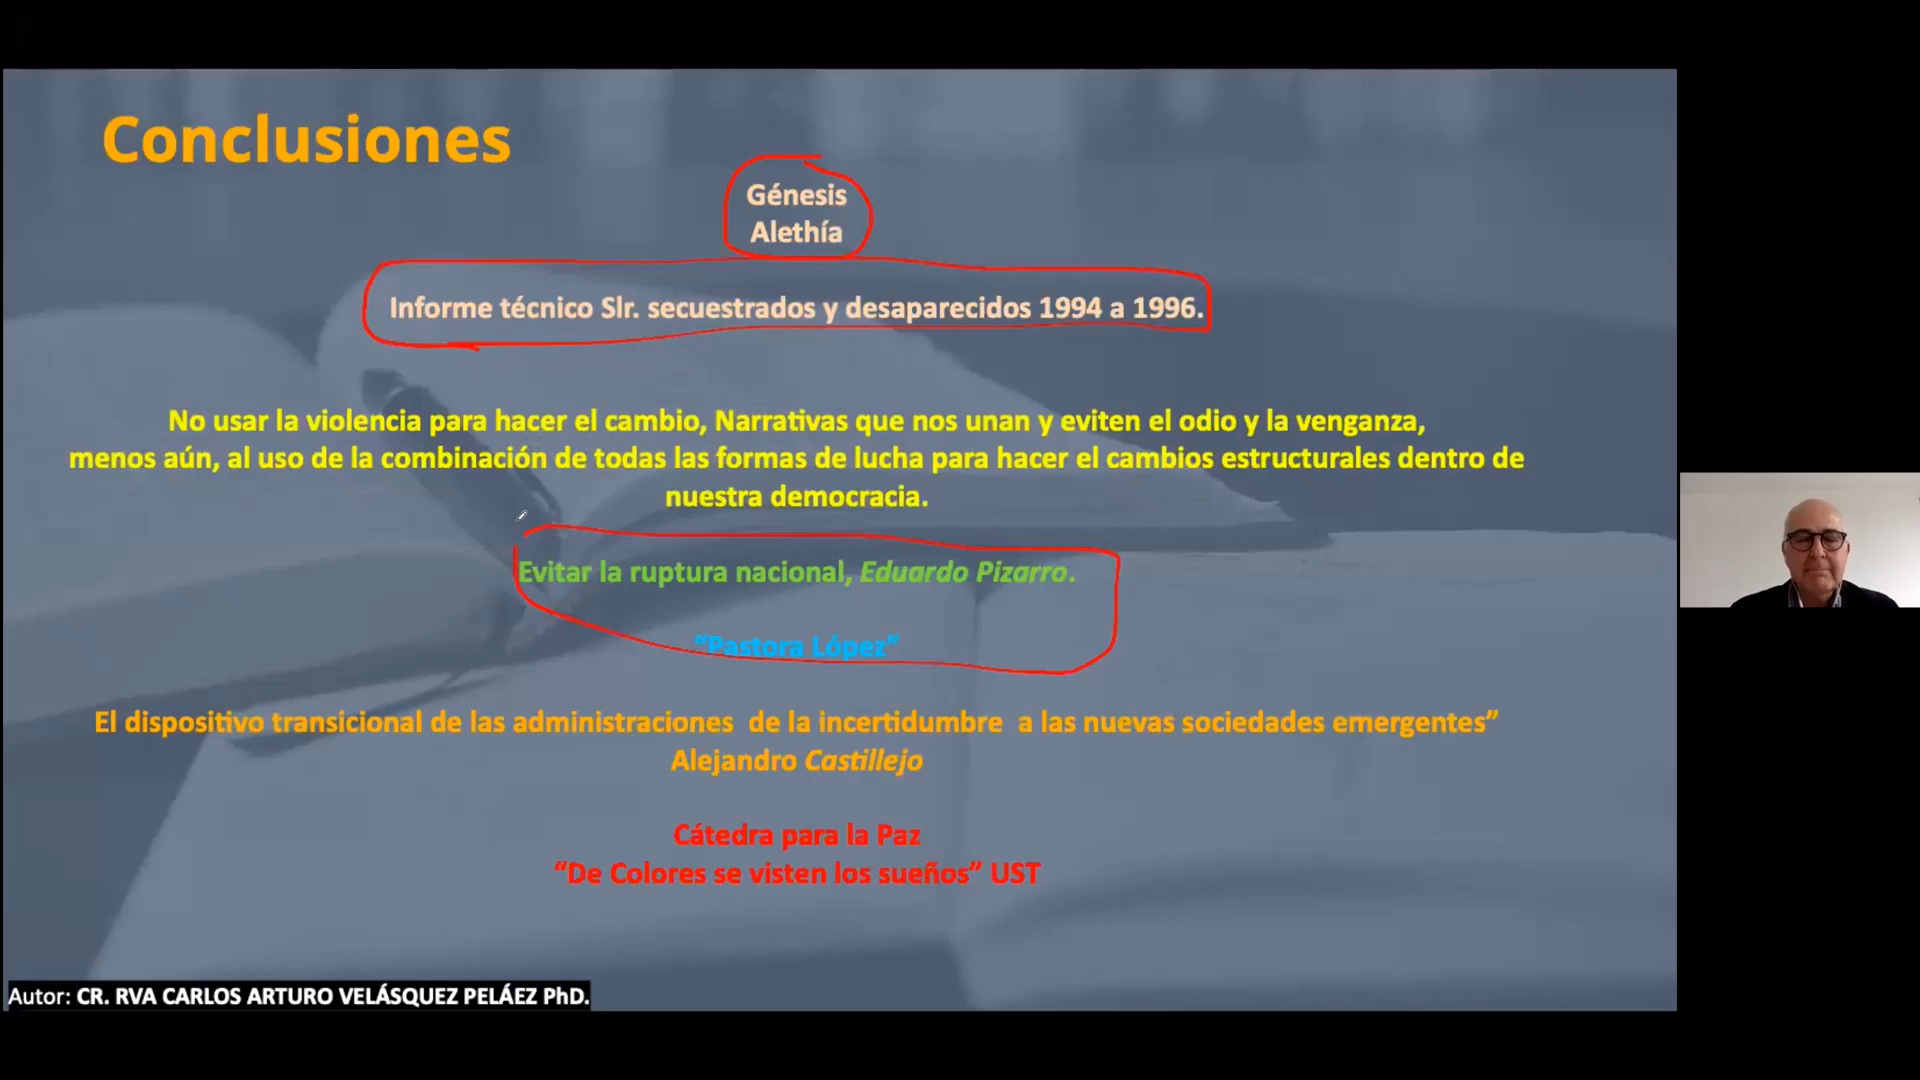 Conclusiones
Génesis
Alethía
Informe técnico Slr. secuestrados y desaparecidos 1994 a 1996.
No usar la violencia para hacer el cambio, Narrativas que nos unan y eviten el odio y la venganza,
menos aún, al uso de la combinación de todas las formas de lucha para hacer el cambios estructurales dentro de
nuestra democracia.
Evitar la ruptura nacional, Eduardo Pizarro.
“Pastora López”
El dispositivo transicional de las administraciones de la incertidumbre a las nuevas sociedades emergentes”
Alejandro Castillejo
Cátedra para la Paz
“De Colores se visten los sueños” UST
Autor: CR. RVA CARLOS ARTURO VELÁSQUEZ PELÁEZ PhD.